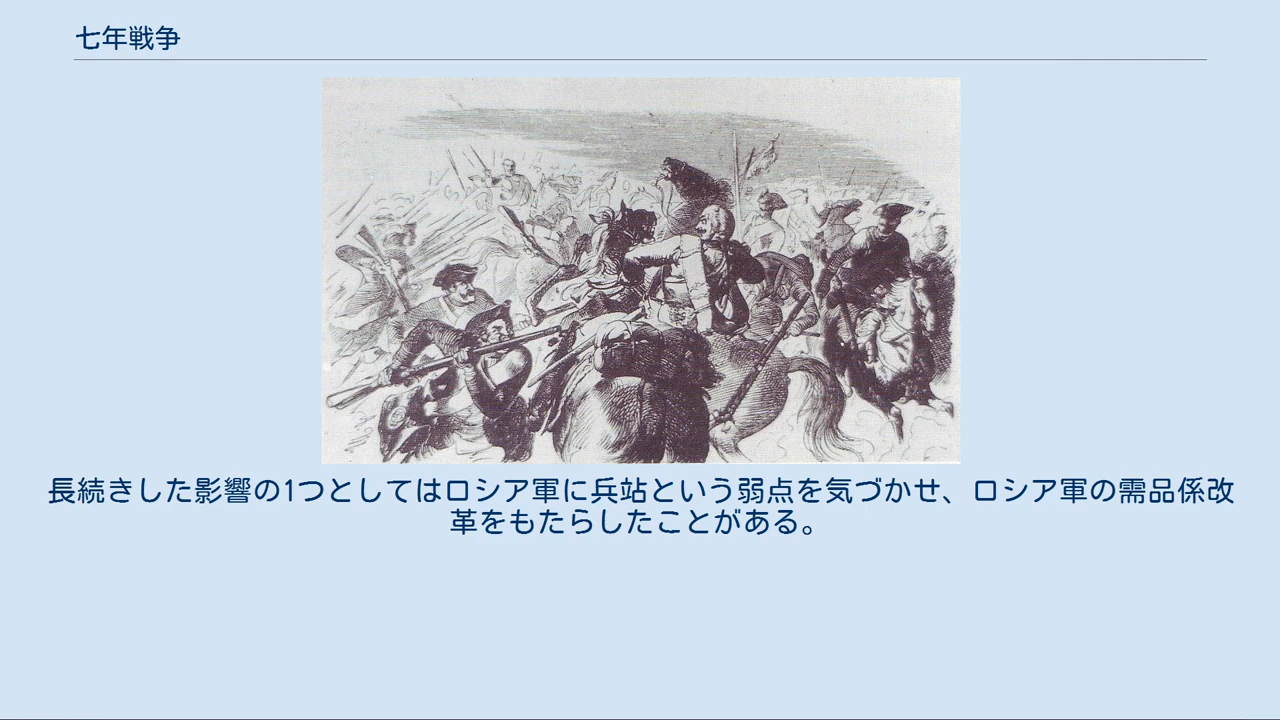 七年戦争
長続きした影響の1つとしてはロシア軍に兵站という弱点を気づかせ、ロシア軍の需品係改
革をもたらしたことがある。